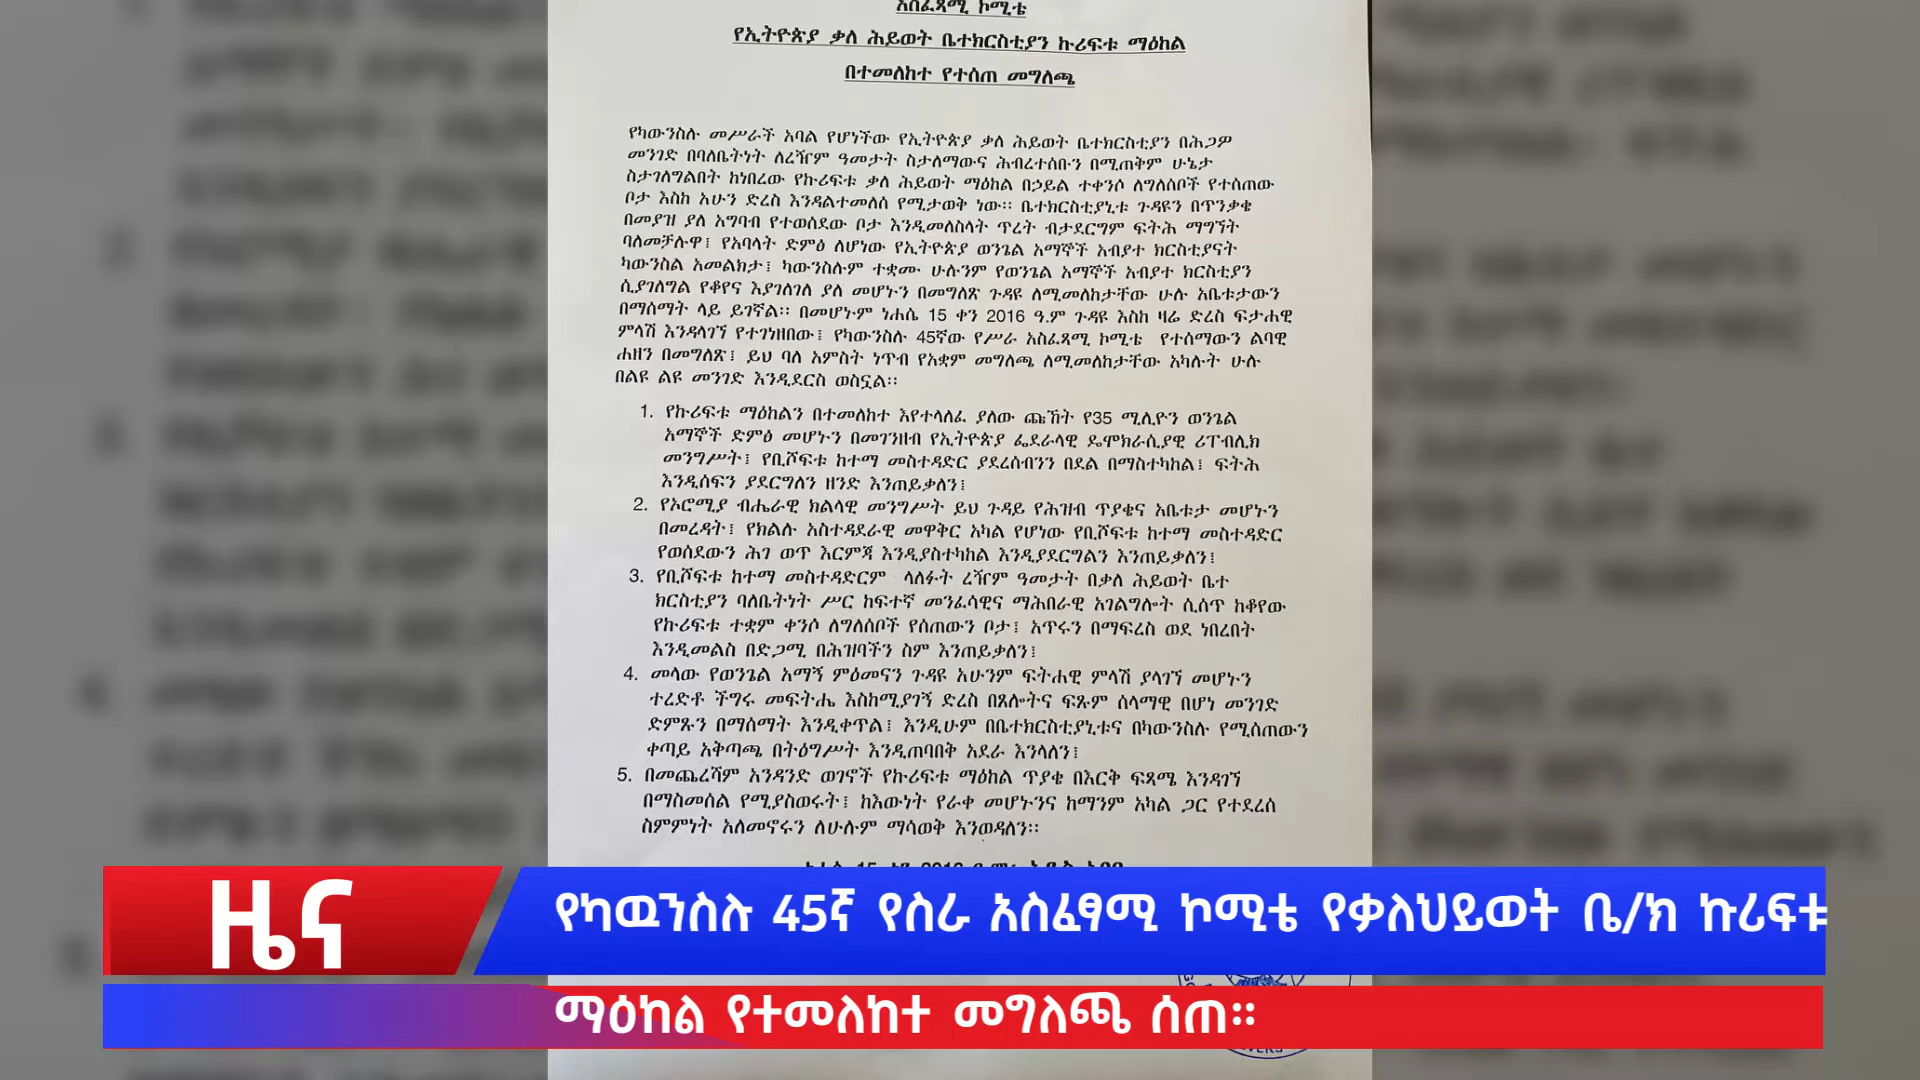 አስፈጻሚ ኮሚቴ
የኢትዮጵያ ቃለ ሕይወት ቤተክርስቲያን ኩሪፍቱ ማዕከል
በተመለከተ የተሰጠ መግለጫ
የካውንስሉ መሥራች አባል የሆነችው የኢትዮጵያ ቃለ ሕይወት ቤተክርስቲያን በሕጋዎ
መንገድ በባለቤትነት ለረዥም ዓመታት ስታለማውና ሕብረተሰቡን በሚጠቅም ሁኔታ
ስታገለግልበት ከነበረው የኩሪፍቱ ቃለ ሕይወት ማዕከል በኃይል ተቀንሶ ለግለሰቦች የተሰጠው
ቦታ እስከ አሁን ድረስ እንዳልተመለሰ የሚታወቅ ነው። ቤተክርስቲያኒቱ ጉዳዩን በጥንቃቄ
በመያዝ ያለ አግባብ የተወሰደው ቦታ እንዲመለስላት ጥረት ብታደርግም ፍትሕ ማግኘት
ባለመቻሉዋ፤ የአባላት ድምፅ ለሆነው የኢትዮጵያ ወንጌል አማኞች አብያተ ክርስቲያናት
ካውንስል አመልክታ፤ ካውንስሉም ተቋሙ ሁሉንም የወንጌል አማኞች አብያተ ክርስቲያን
ሲያገለግል የቆየና እያገለገለ ያለ መሆኑን በመግለጽ ጉዳዩ ለሚመለከታቸው ሁሉ አቤቱታውን
በማሰማት ላይ ይገኛል። በመሆኑም ነሐሴ 15 ቀን 2016 ዓ.ም ጉዳዩ እስከ ዛሬ ድረስ ፍታሐዊ
ምላሽ እንዳላገኘ የተገነዘበው፤ የካውንስሉ 45ኛው የሥራ አስፈጻሚ ኮሚቴ የተሰማውን ልባዊ
ሐዘን በመግለጽ፤ ይህ ባለ አምስት ነጥብ የአቋም መግለጫ ለሚመለከታቸው አካሉት ሁሉ
በልዩ ልዩ መንገድ እንዲደርስ ወስኗል።
1. የኩሪፍቱ ማዕከልን በተመለከተ እየተላለፈ ያለው ጩኸት የ35 ሚሊዮን ወንጌል
አማኞች ድምፅ መሆኑን በመገንዘብ የኢትዮጵያ ፌደራላዊ ዴሞክራሲያዊ ሪፐብሊክ
መንግሥት፤ የቢሾፍቱ ከተማ መስተዳድር ያደረሰብንን በደል በማስተካከል፤ ፍትሕ
እንዲሰፍን ያደርግለን ዘንድ እንጠይቃለን፤
2. የኦሮሚያ ብሔራዊ ክልላዊ መንግሥት ይህ ጉዳይ የሕዝብ ጥያቄና አቤቱታ መሆኑን
በመረዳት፤ የክልሉ አስተዳደራዊ መዋቅር አካል የሆነው የቢሾፍቱ ከተማ መስተዳድር
የወሰደውን ሕገ ወጥ እርምጃ እንዲያስተካከል እንዲያደርግልን እንጠይቃለን፤
3. የቢሾፍቱ ከተማ መስተዳድርም ላለፉት ረዥም ዓመታት በቃለ ሕይወት ቤተ
ክርስቲያን ባለቤትነት ሥር ከፍተኛ መንፈሳዊና ማሕበራዊ አገልግሎት ሲሰጥ ከቆየው
የኩሪፍቱ ተቋም ቀንሶ ለግለሰቦች የሰጠውን ቦታ፤ አጥሩን በማፍረስ ወደ ነበረበት
እንዲመልስ በድጋሚ በሕዝባችን ስም እንጠይቃለን፤
4. መላው የወንጌል አማኝ ምዕመናን ጉዳዩ አሁንም ፍትሐዊ ምላሽ ያላገኘ መሆኑን
ተረድቶ ችግሩ መፍትሔ እስከሚያገኝ ድረስ በጸሎትና ፍጹም ሰላማዊ በሆነ መንገድ
ድምጹን በማሰማት እንዲቀጥል፤ እንዲሁም በቤተክርስቲያኒቱና በካውንስሉ የሚሰጠውን
ቀጣይ አቅጣጫ በትዕግሥት እንዲጠባበቅ አደራ እንላለን፤
5. በመጨረሻም አንዳንድ ወገኖች የኩሪፍቱ ማዕከል ጥያቄ በእርቅ ፍጻሜ እንዳገኘ
በማስመሰል የሚያስወሩት፤ ከእውነት የራቀ መሆኑንና ከማንም አካል ጋር የተደረሰ
ስምምነት አለመኖሩን ለሁሉም ማሳወቅ እንወዳለን።
ዜና
የካዉንስሉ 45ኛ የስራ አስፈፃሚ ኮሚቴ የቃለህይወት ቤ/ክ ኩሪፍቱ
ማዕከል የተመለከተ መግለጫ ሰጠ።